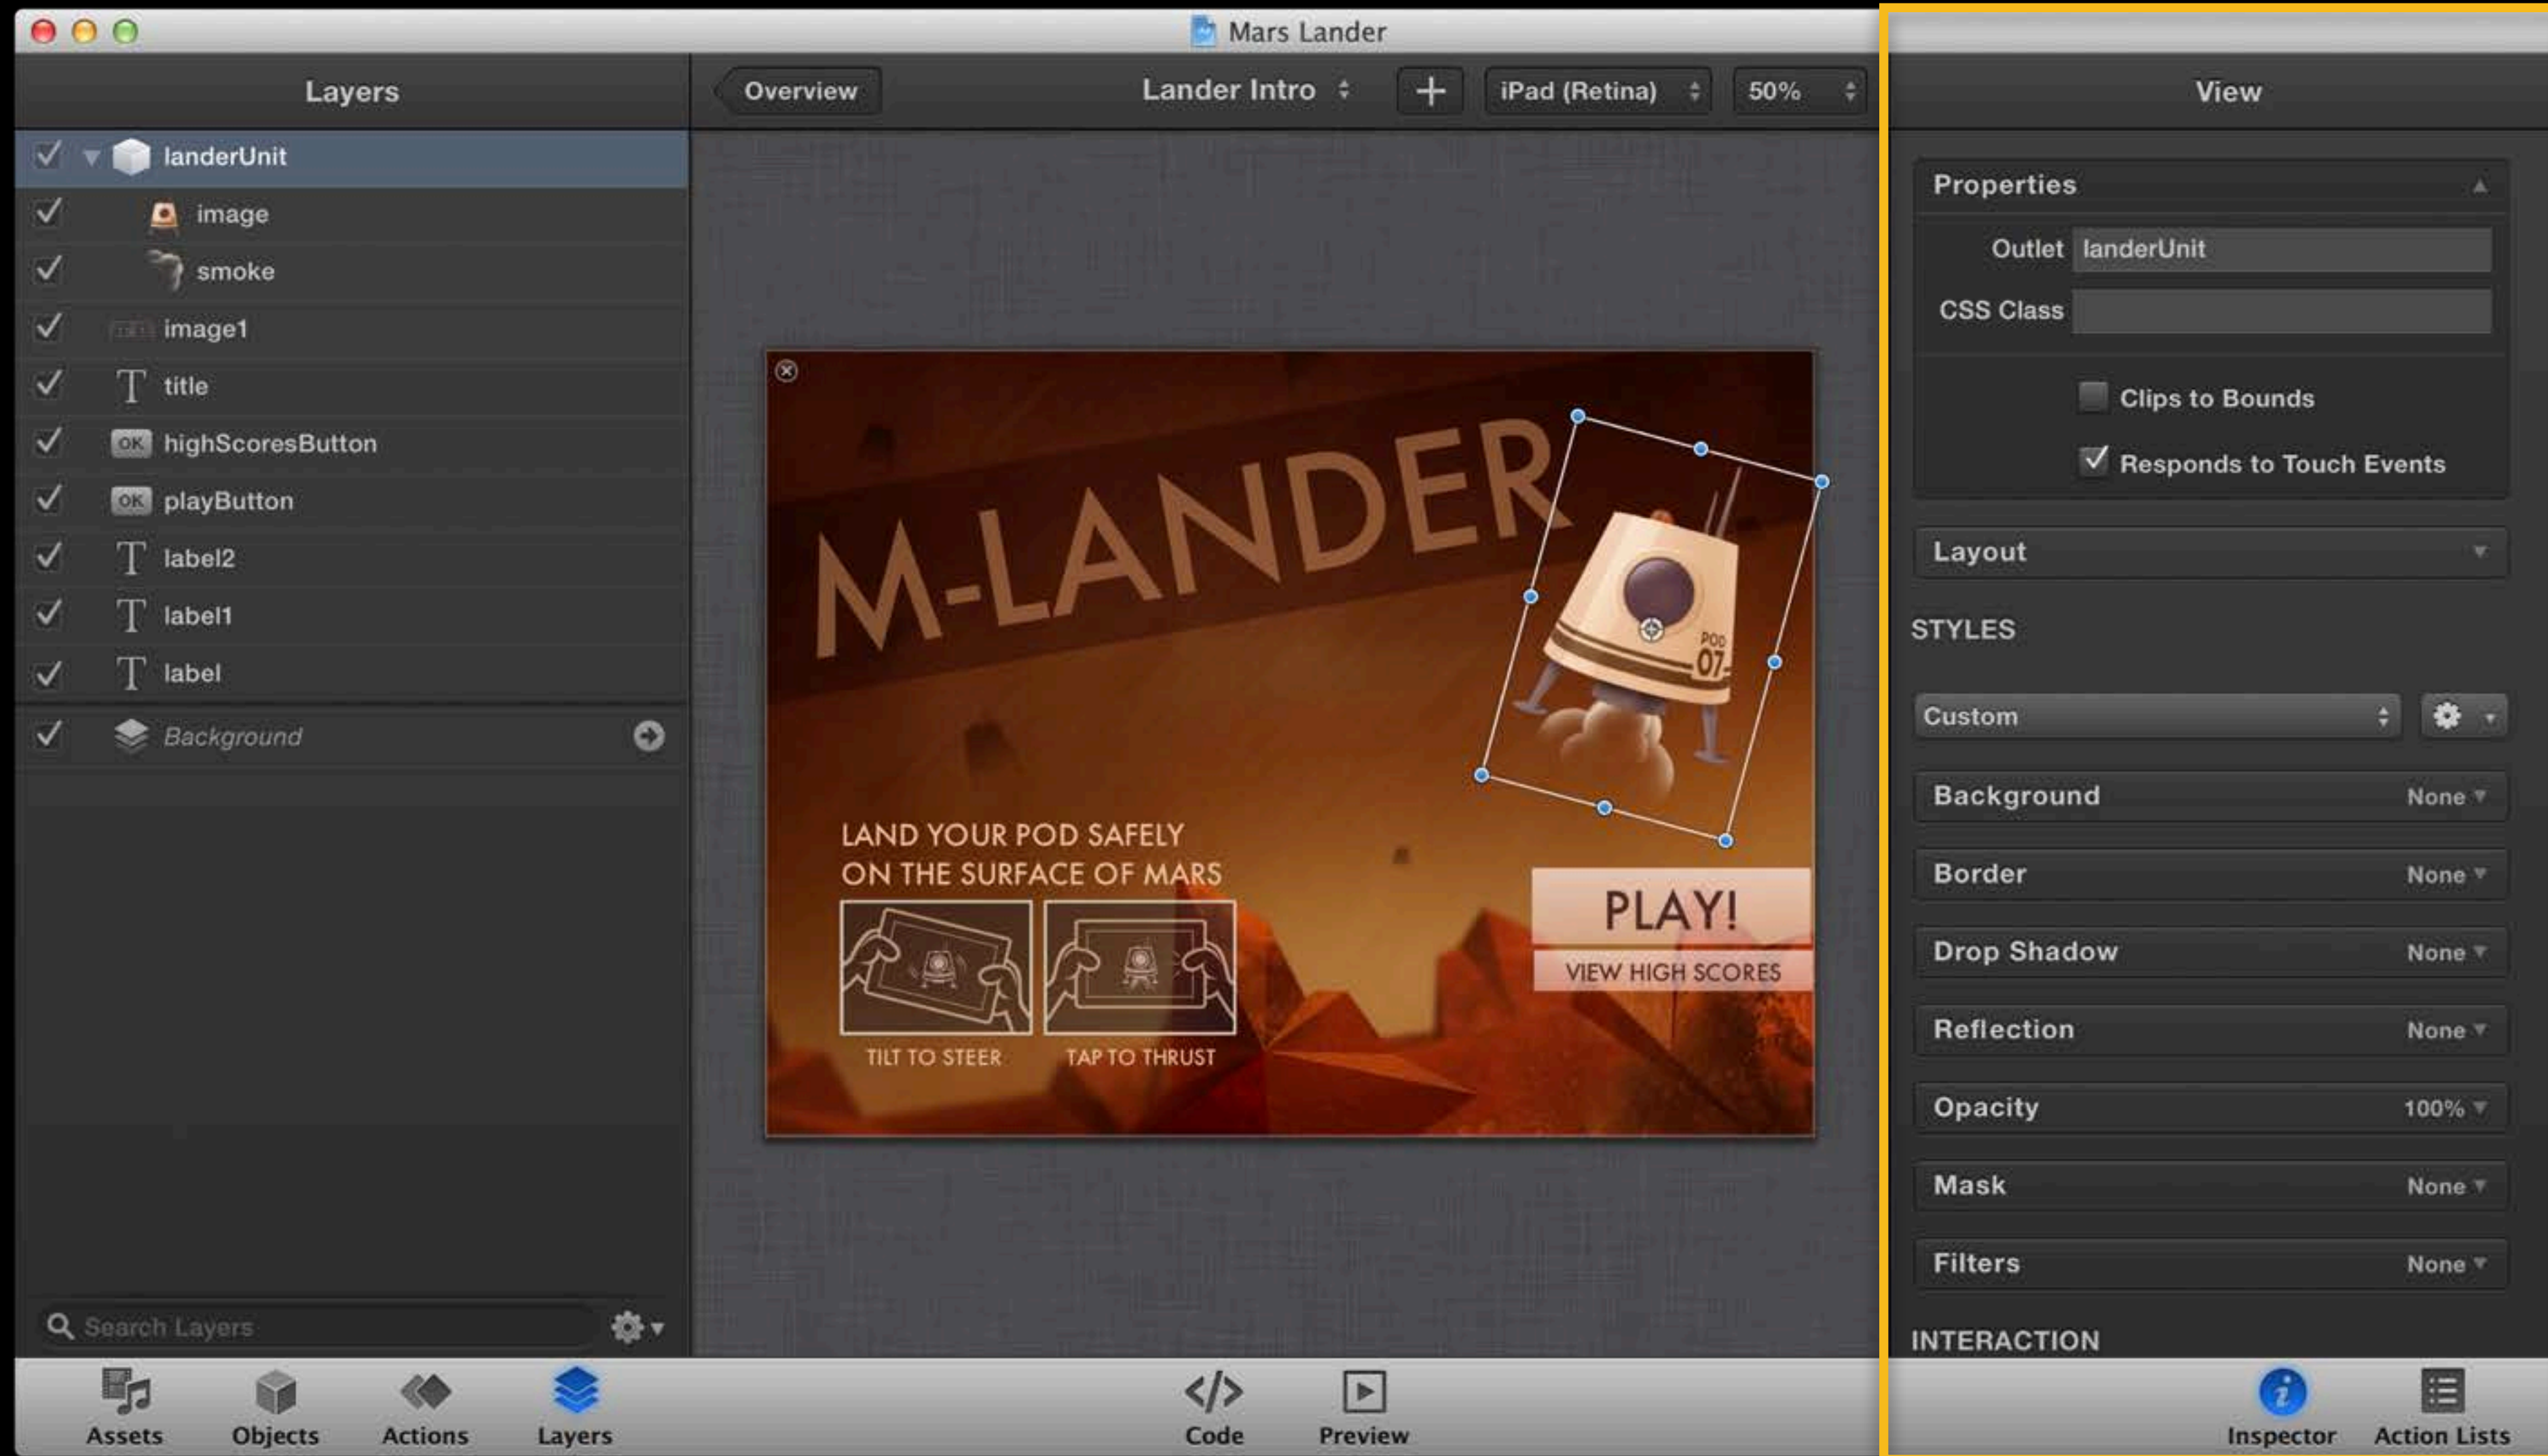 Mars Lander
Layers
Overview
Lander Intro
iPad (Retina)
50%
View
landerUnit
image
smoke
image1
title
OK highScoresButton
OK playButton
label2
label1
label
Background
Search Layers
M-LANDER
POD
07
LAND YOUR POD SAFELY
ON THE SURFACE OF MARS
TILT TO STEER
TAP TO THRUST
PLAY!
VIEW HIGH SCORES
Properties
Outlet landerUnit
CSS Class
Clips to Bounds
Responds to Touch Events
Layout
STYLES
Custom
Background None
Border None
Drop Shadow None
Reflection None
Opacity 100%
Mask None
Filters None
INTERACTION
Assets
Objects
Actions
Layers
Code
Preview
Inspector
Action Lists